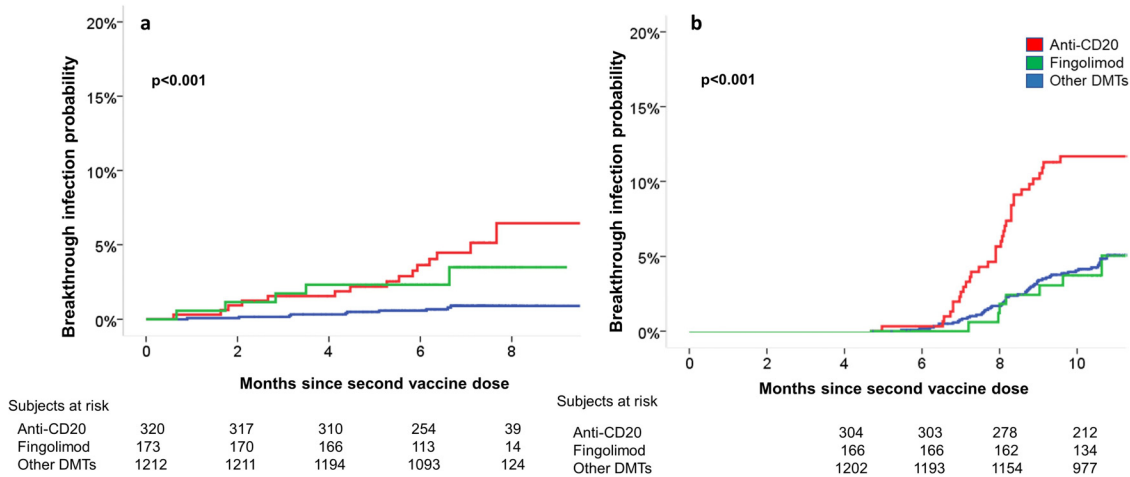 a
20%
15%
10%
5%
0%
Breakthrough infection probability
p<0.001
0 2 4 6 8
Months since second vaccine dose
Subjects at risk
Anti-CD20 320 317 310 254 39
Fingolimod 173 170 166 113 14
Other DMTs 1212 1211 1194 1093 124
b
20%
15%
10%
5%
0%
Breakthrough infection probability
p<0.001
Anti-CD20
Fingolimod
Other DMTs
0 2 4 6 8 10
Months since second vaccine dose
Subjects at risk
Anti-CD20 304 303 278 212
Fingolimod 166 166 162 134
Other DMTs 1202 1193 1154 977